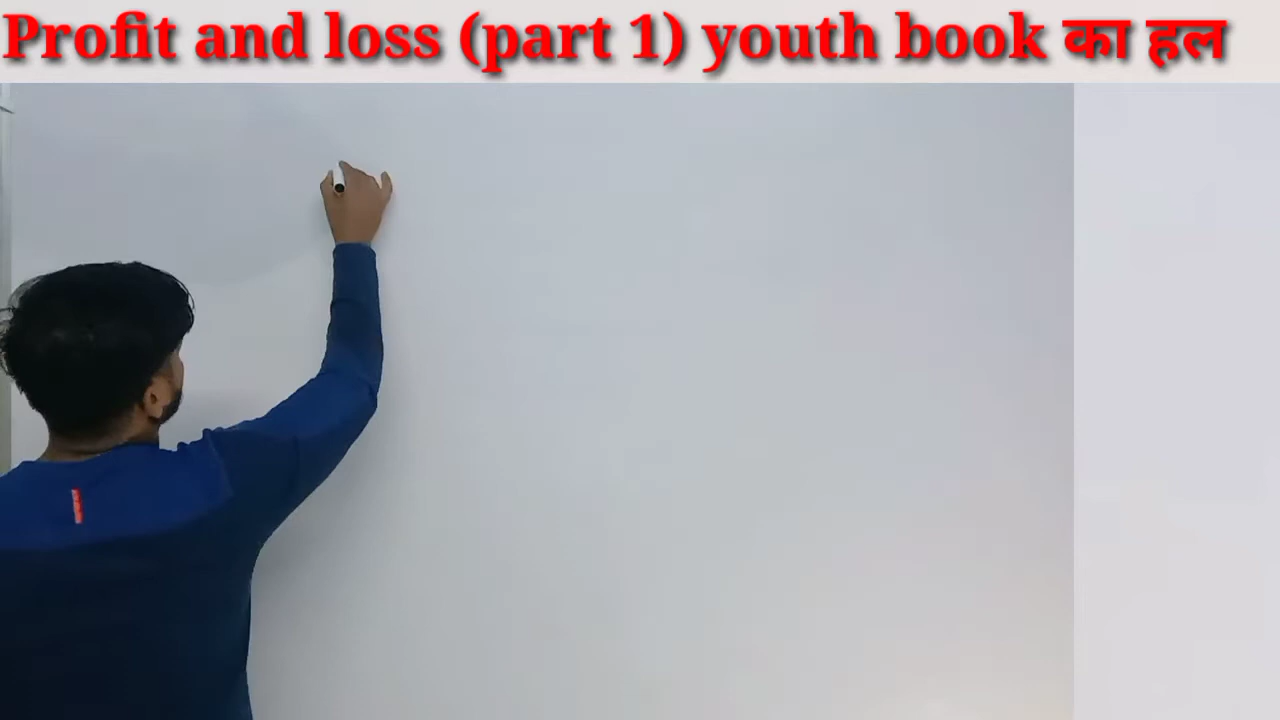 Profit and loss (part 1) youth book का हल